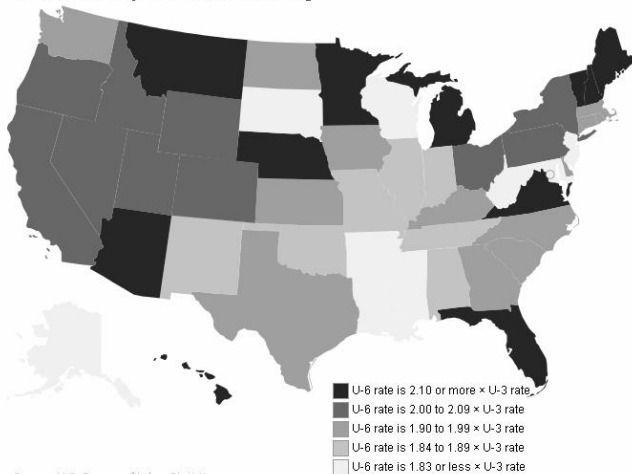 U-6 rate is 2.10 or more × U-3 rate
U-6 rate is 2.00 to 2.09 × U-3 rate
U-6 rate is 1.90 to 1.99 × U-3 rate
U-6 rate is 1.84 to 1.89 × U-3 rate
U-6 rate is 1.83 or less × U-3 rate